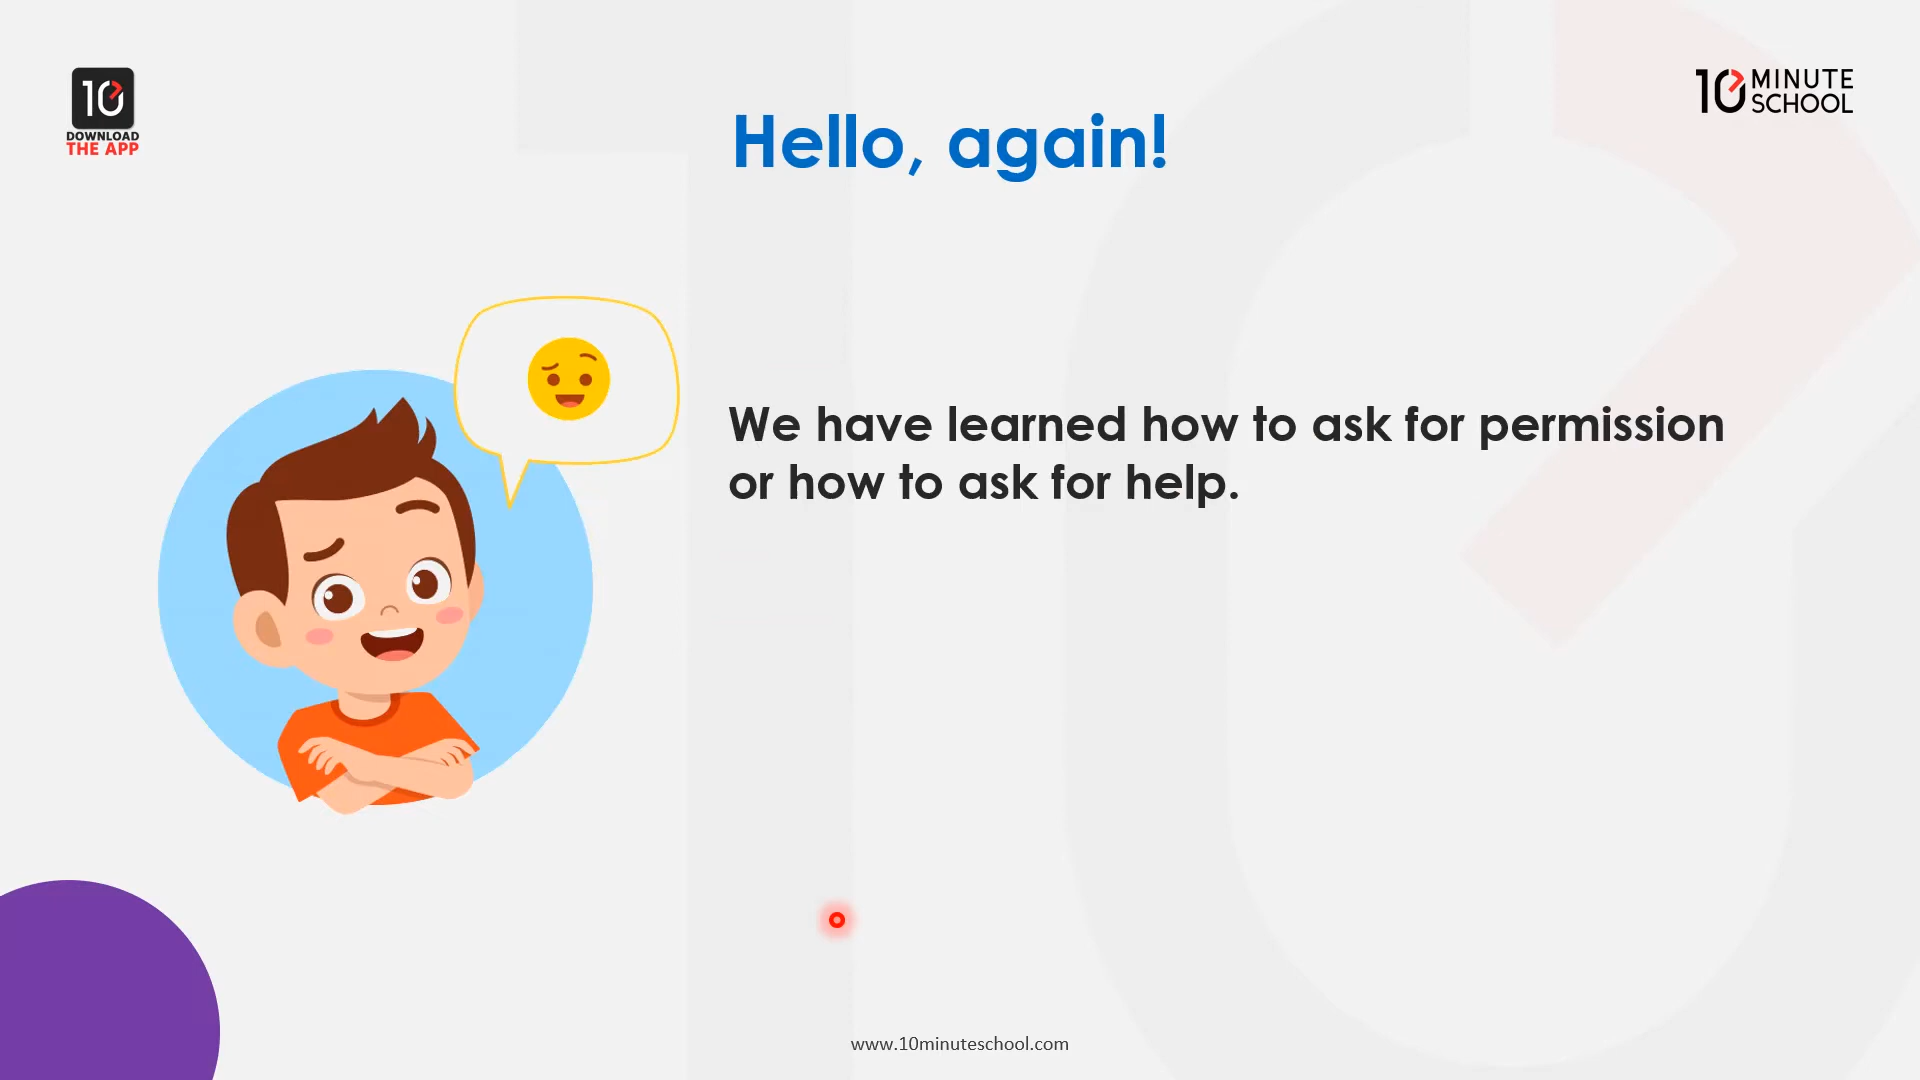 10
DOWNLOAD
THE APP
10 MINUTE
SCHOOL
Hello, again!
We have learned how to ask for permission
or how to ask for help.
www.10minuteschool.com